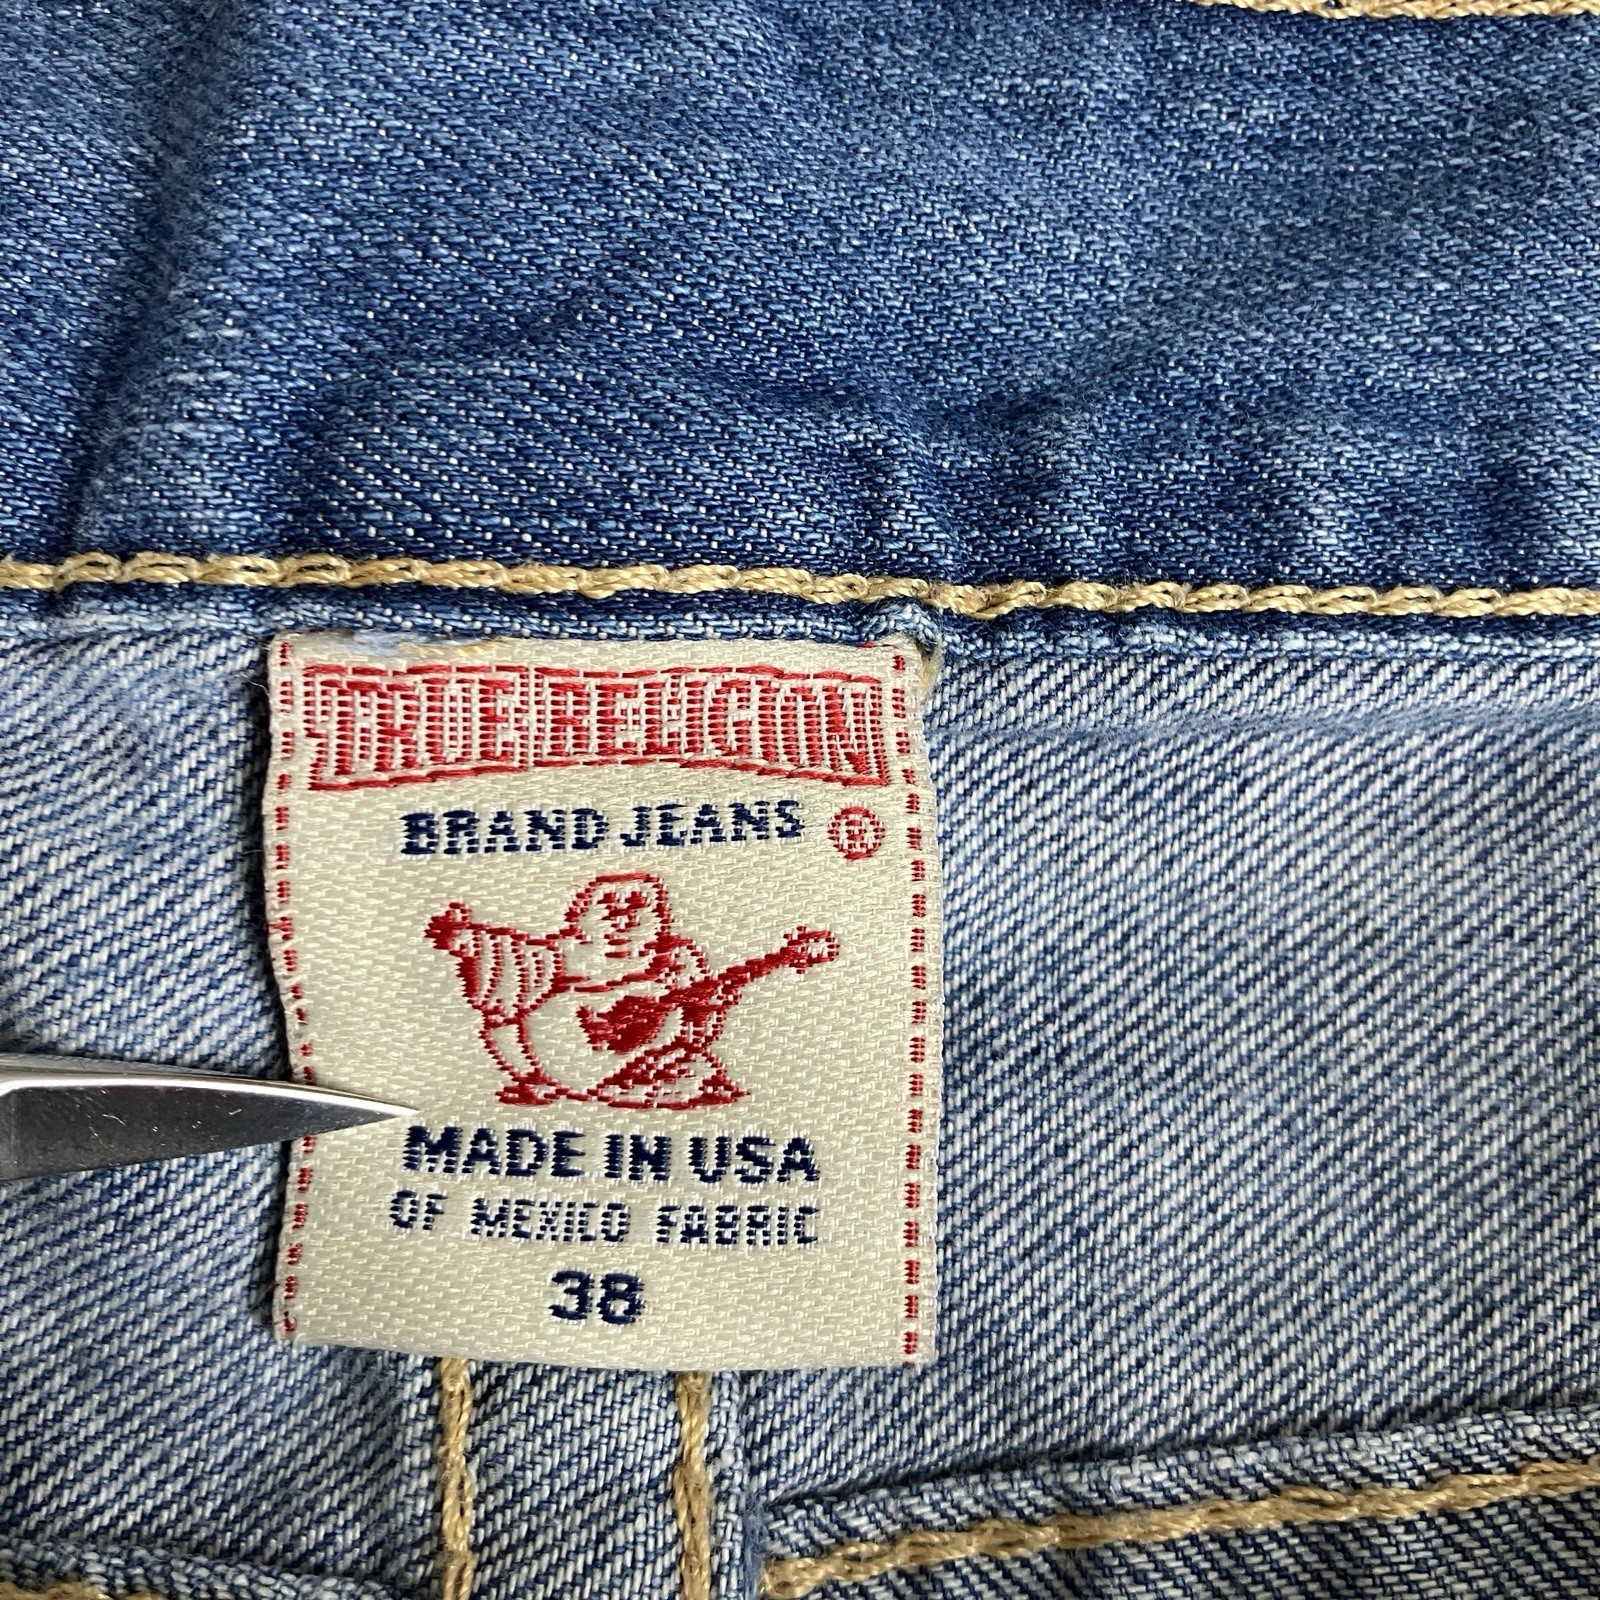 TRUE RELIGION
BRAND JEANS ®
MADE IN USA
OF MEXICO FABRIC
38